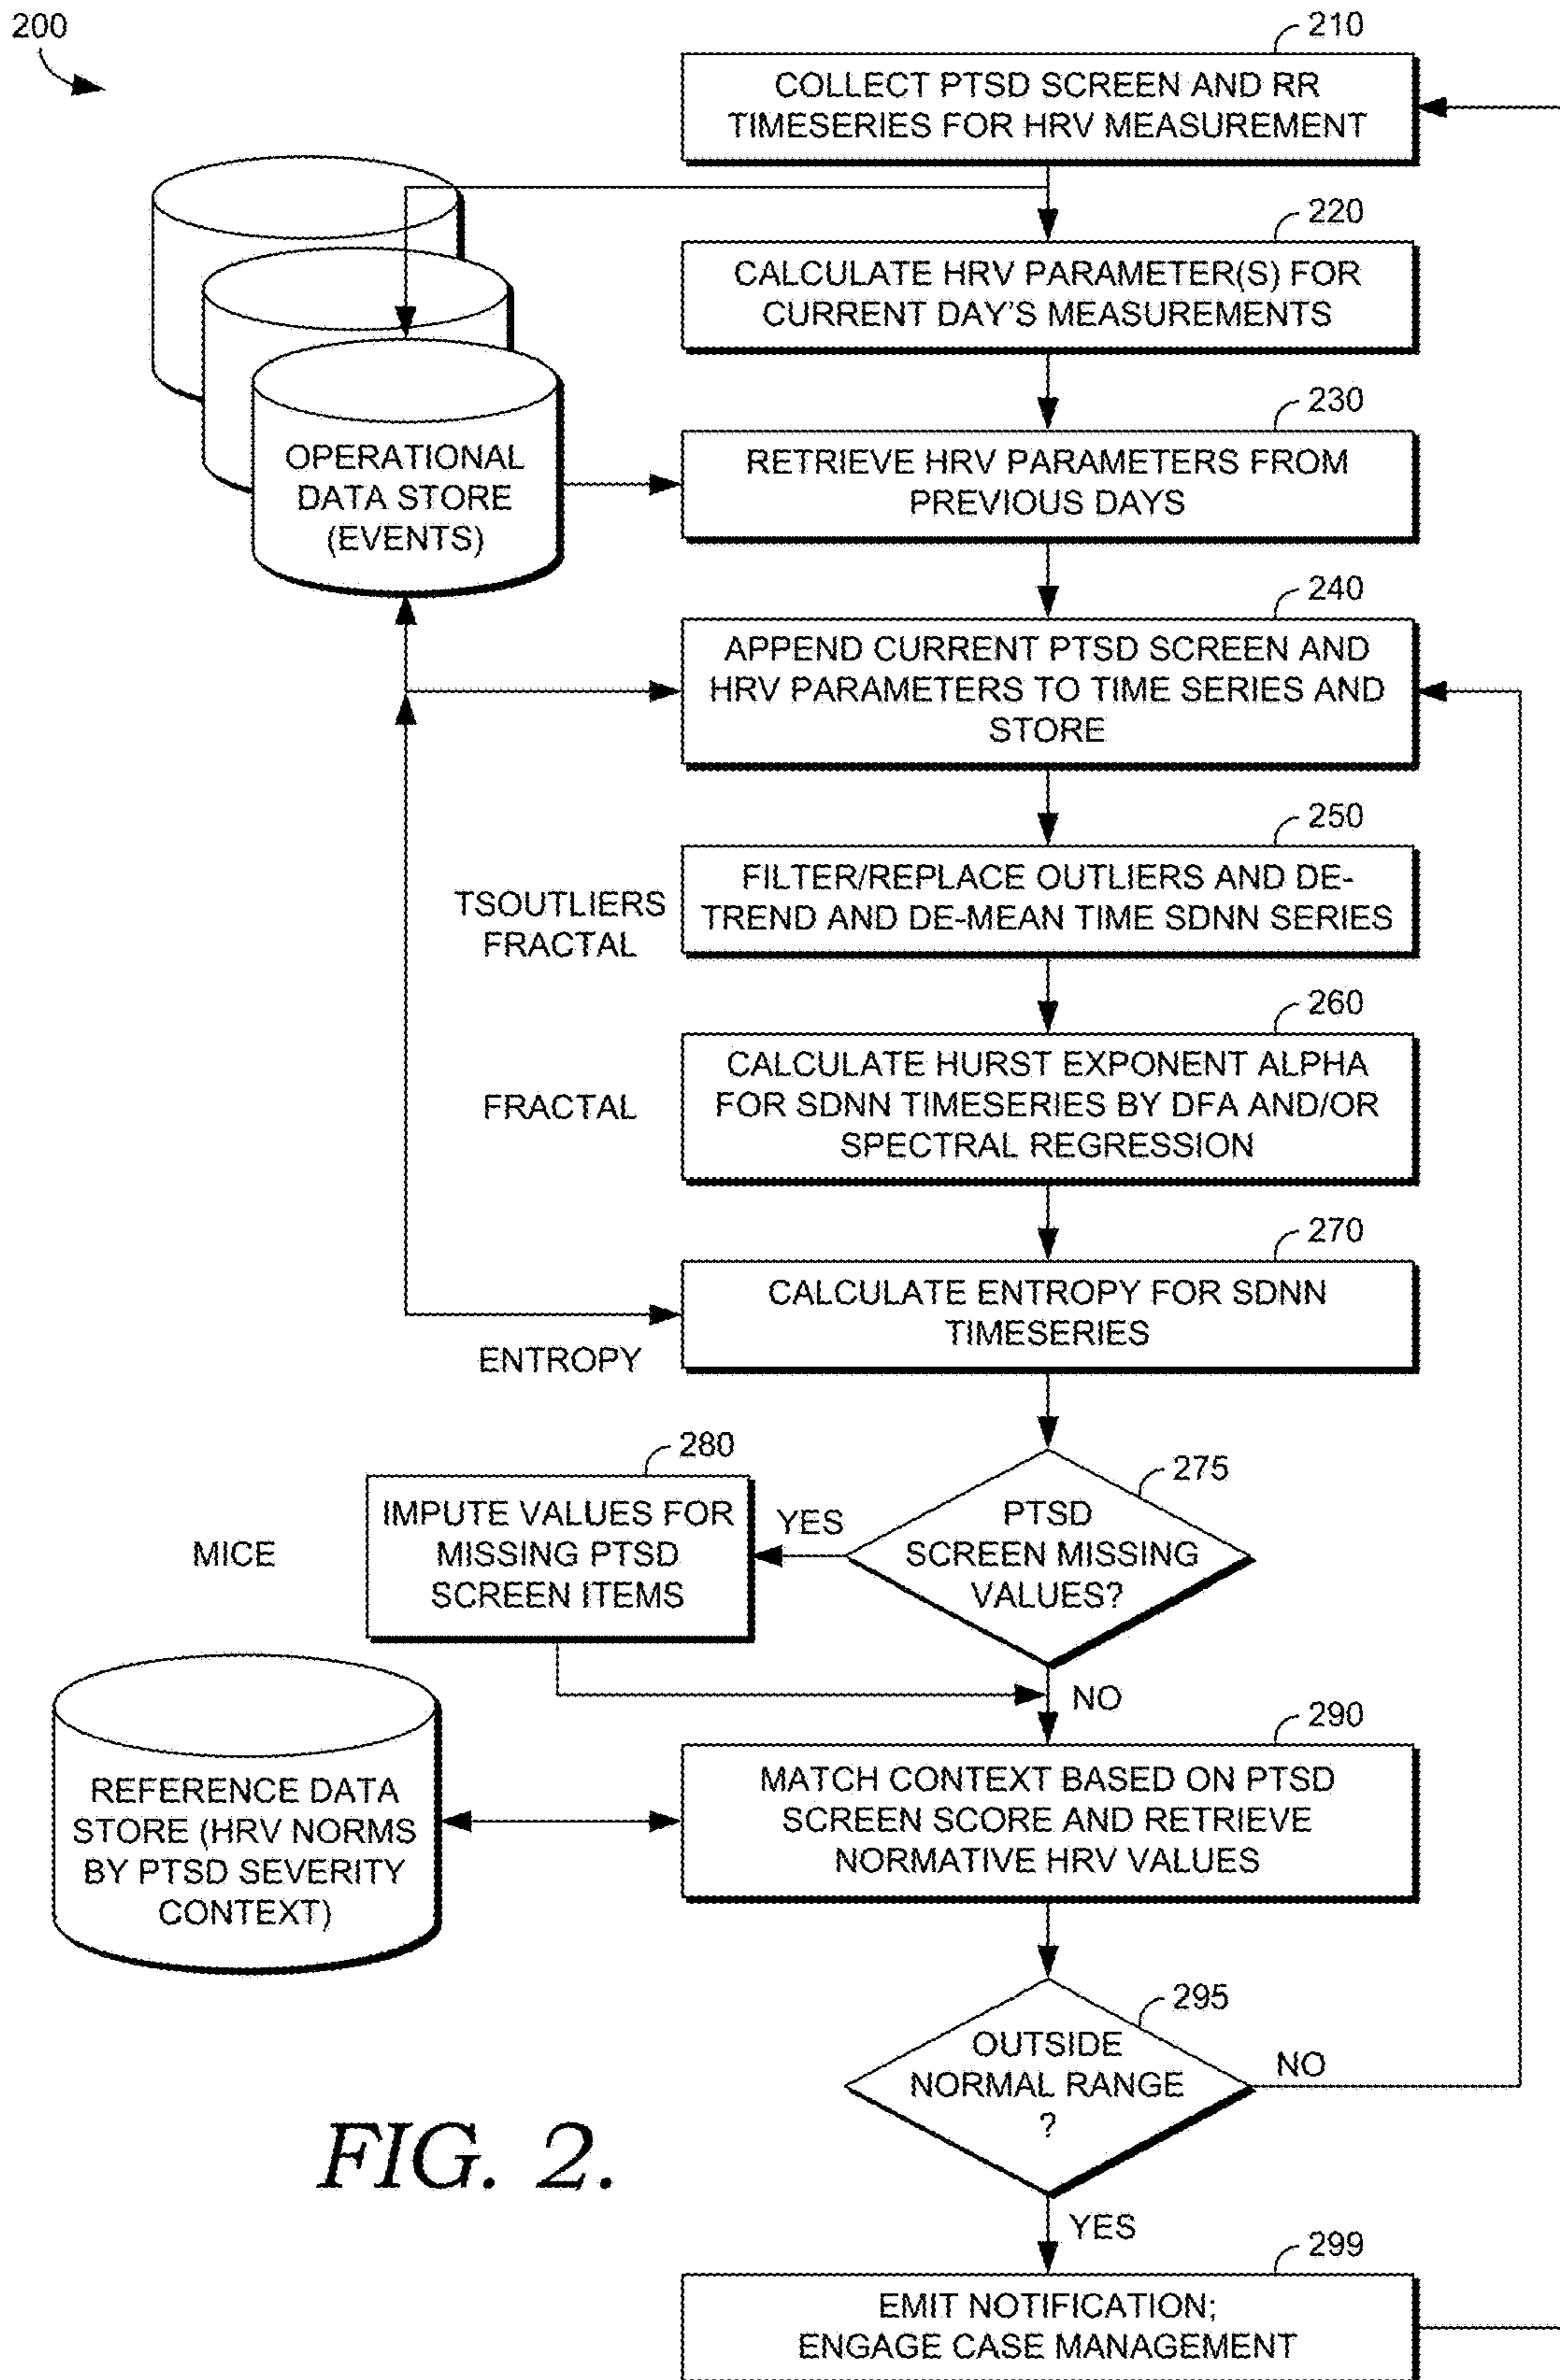 200
210
COLLECT PTSD SCREEN AND RR
TIMESERIES FOR HRV MEASUREMENT
220
CALCULATE HRV PARAMETER(S) FOR
CURRENT DAY'S MEASUREMENTS
230
RETRIEVE HRV PARAMETERS FROM
PREVIOUS DAYS
OPERATIONAL
DATA STORE
(EVENTS)
240
APPEND CURRENT PTSD SCREEN AND
HRV PARAMETERS TO TIME SERIES AND
STORE
250
FILTER/REPLACE OUTLIERS AND DE-
TREND AND DE-MEAN TIME SDNN SERIES
TSOUTLIERS
FRACTAL
260
CALCULATE HURST EXPONENT ALPHA
FOR SDNN TIMESERIES BY DFA AND/OR
SPECTRAL REGRESSION
FRACTAL
270
CALCULATE ENTROPY FOR SDNN
TIMESERIES
ENTROPY
275
PTSD
SCREEN MISSING
VALUES?
YES
280
IMPUTE VALUES FOR
MISSING PTSD
SCREEN ITEMS
MICE
NO
290
MATCH CONTEXT BASED ON PTSD
SCREEN SCORE AND RETRIEVE
NORMATIVE HRV VALUES
REFERENCE DATA
STORE (HRV NORMS
BY PTSD SEVERITY
CONTEXT)
295
OUTSIDE
NORMAL RANGE
?
NO
YES
299
EMIT NOTIFICATION;
ENGAGE CASE MANAGEMENT
FIG. 2.